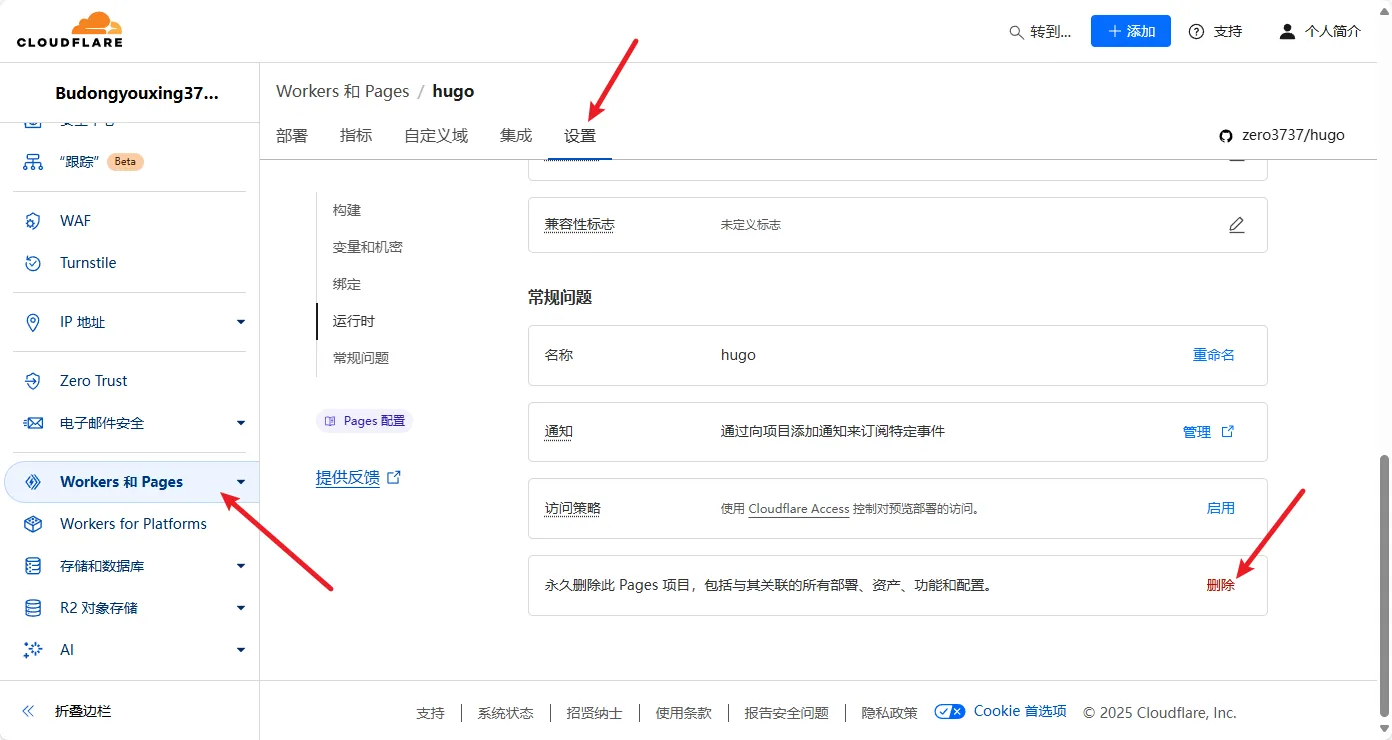 CLOUDFLARE
转到...
添加
支持
个人简介
Budongyouxing37...
“跟踪” Beta
WAF
Turnstile
IP 地址
Zero Trust
电子邮件安全
Workers 和 Pages
Workers for Platforms
存储和数据库
R2 对象存储
AI
折叠边栏
Workers 和 Pages / hugo
部署 指标 自定义域 集成 设置
zero3737/hugo
构建
变量和机密
绑定
运行时
常规问题
Pages 配置
提供反馈
兼容性标志 未定义标志
常规问题
名称 hugo 重命名
通知 通过向项目添加通知来订阅特定事件 管理
访问策略 使用 Cloudflare Access 控制对预览部署的访问。 启用
永久删除此 Pages 项目，包括与其关联的所有部署、资产、功能和配置。 删除
支持 | 系统状态 | 招贤纳士 | 使用条款 | 报告安全问题 | 隐私政策 Cookie 首选项 © 2025 Cloudflare, Inc.